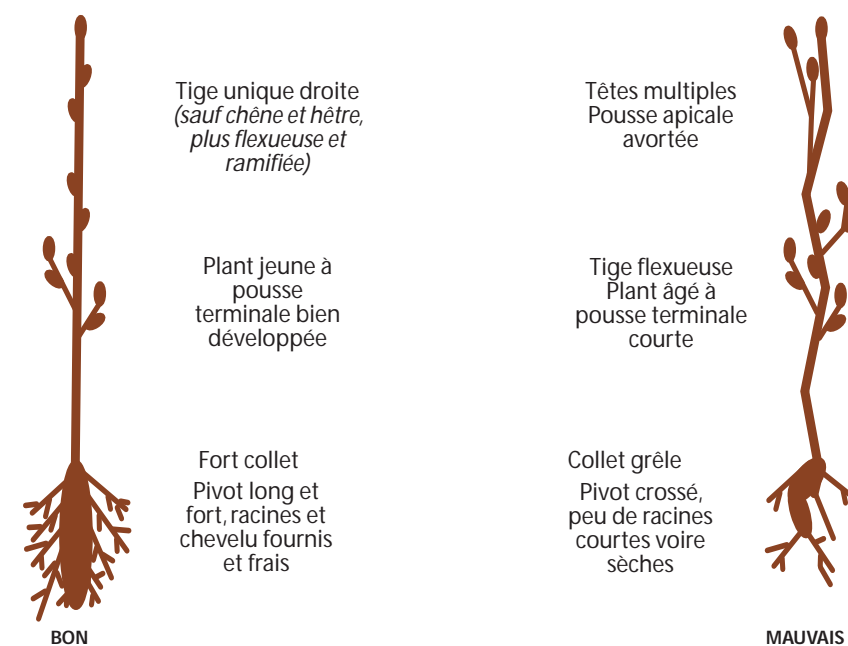 Tige unique droite
(sauf chêne et hêtre,
plus flexueuse et
ramifiée)
Plant jeune à
pousse
terminale bien
développée
Fort collet
Pivot long et
fort, racines et
chevelu fournis
et frais
BON
Têtes multiples
Pousse apicale
avortée
Tige flexueuse
Plant âgé à
pousse terminale
courte
Collet grêle
Pivot crossé,
peu de racines
courtes voire
sèches
MAUVAIS